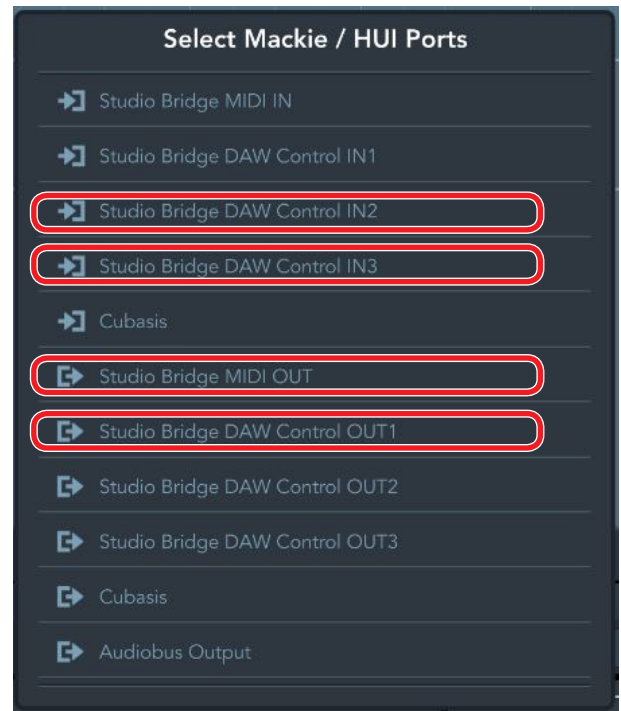 Select Mackie / HUI Ports
Studio Bridge MIDI IN
Studio Bridge DAW Control IN1
Studio Bridge DAW Control IN2
Studio Bridge DAW Control IN3
Cubasis
Studio Bridge MIDI OUT
Studio Bridge DAW Control OUT1
Studio Bridge DAW Control OUT2
Studio Bridge DAW Control OUT3
Cubasis
Audiobus Output